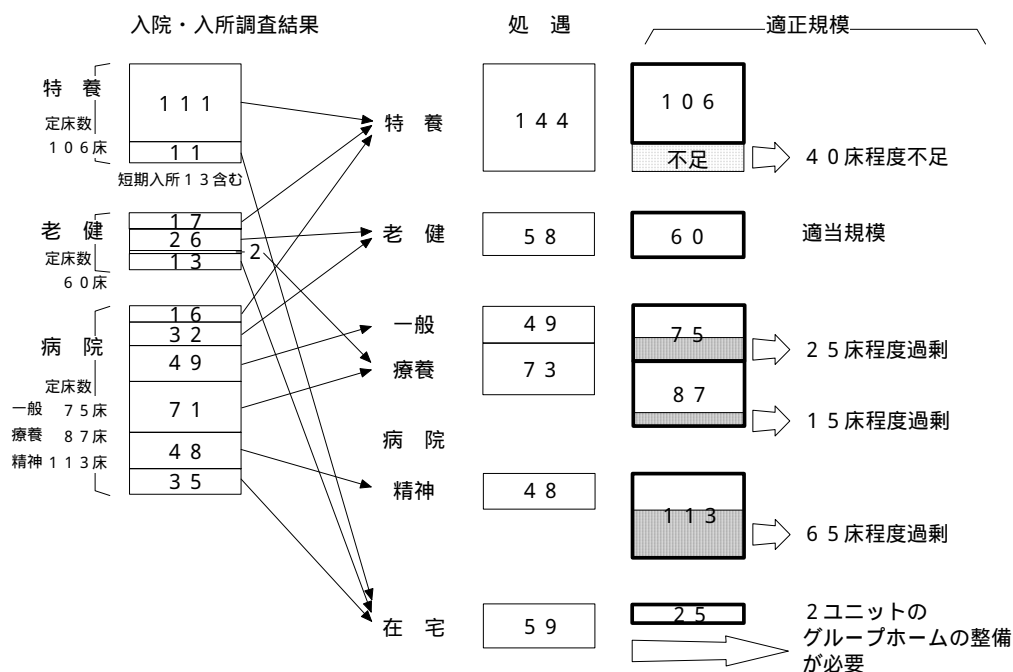 入院・入所調査結果
処　遇
適正規模
特　養
定床数
１０６床
１１１
１１
短期入所１３含む
特　養
１４４
１０６
不足
４０床程度不足
老　健
定床数
６０床
１７
２６
２
１３
老　健
５８
６０
適当規模
病　院
定床数
一般　７５床
療養　８７床
精神１１３床
１６
３２
４９
７１
４８
３５
一般
療養
病　院
精神
４９
７３
４８
７５
２５床程度過剰
８７
１５床程度過剰
１１３
６５床程度過剰
在　宅
５９
２５
２ユニットの
グループホームの整備
が必要